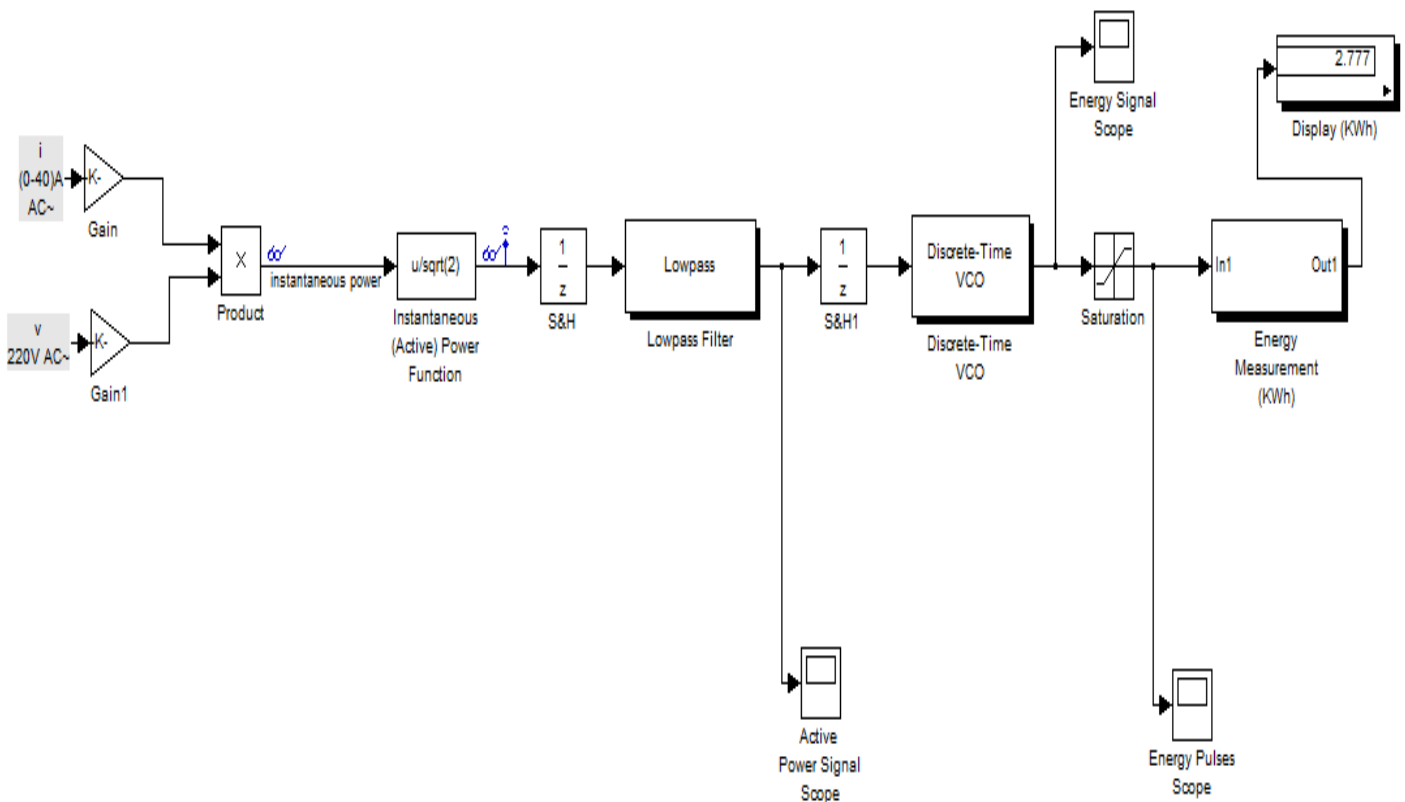 i
(0-40)A
AC~
-K-
Gain
v
220V AC~
-K-
Gain1
×
Product
instantaneous power
u/sqrt(2)
Instantaneous
(Active) Power
Function
1
z
S&H
Lowpass
Lowpass Filter
1
z
S&H1
Discrete-Time
VCO
Discrete-Time
VCO
Energy Signal
Scope
Saturation
In1
Out1
Energy
Measurement
(KWh)
2.777
Display (KWh)
Active
Power Signal
Scope
Energy Pulses
Scope